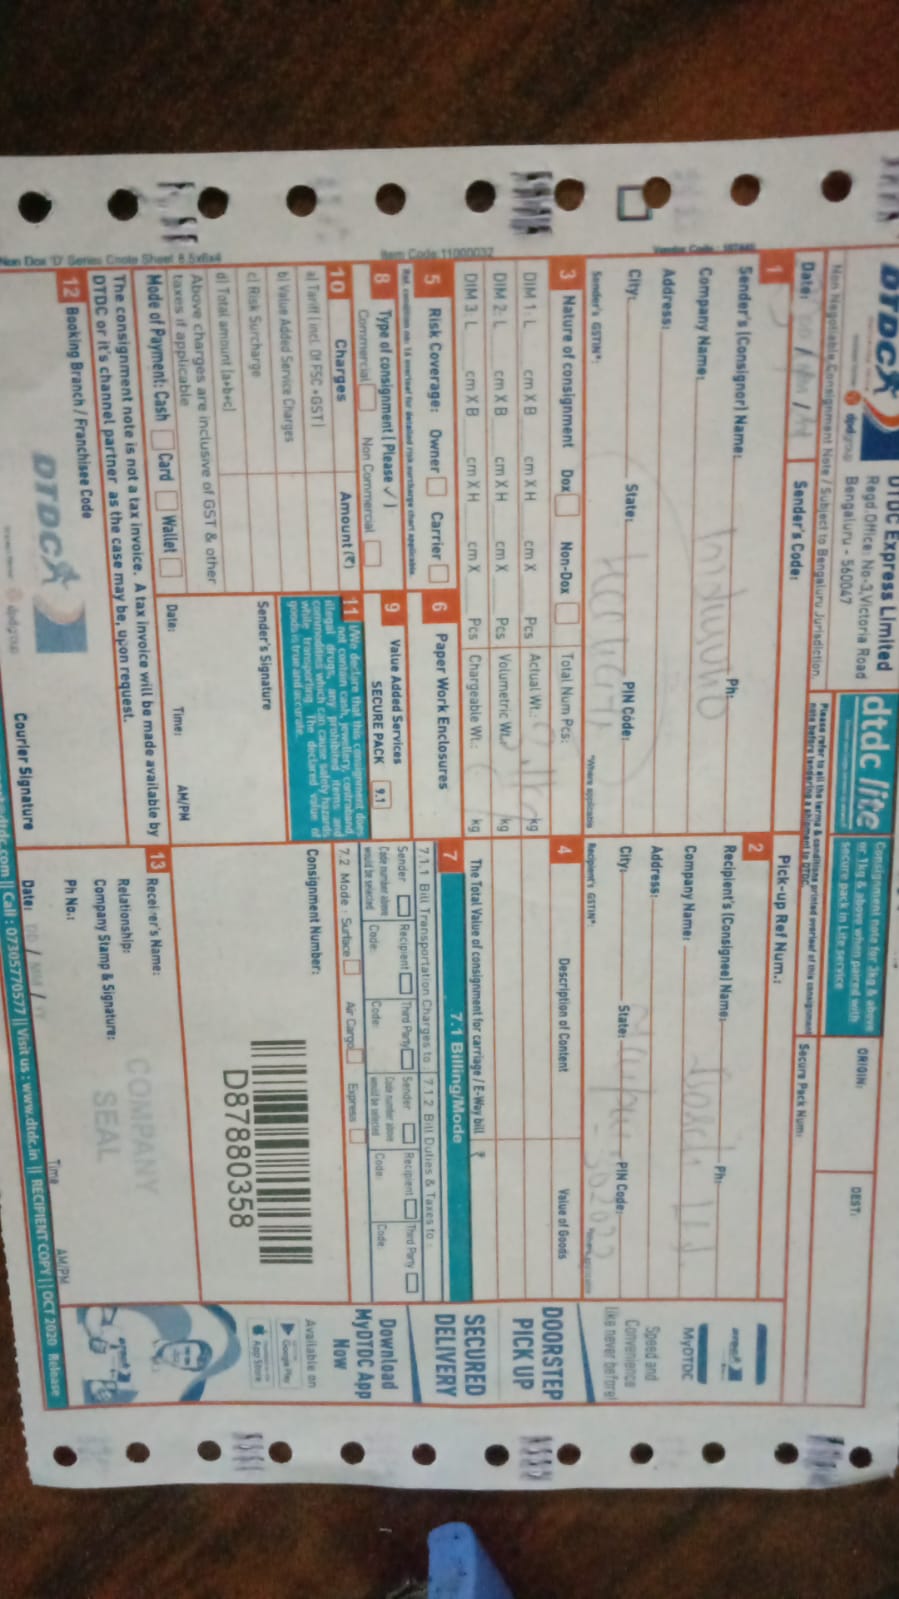 DTDC
dpdgroup
DTDC Express Limited
Regd Office: No-3,Victoria Road
Bengaluru - 560047
dtdc lite
Consignment note for 3kg & above
or 1kg & above when paired with
secure pack in Lite service
ORIGIN:
DEST:
Non Negotiable Consignment Note / Subject to Bengaluru Jurisdiction.
Please refer to all the terms & conditions printed overleaf of this consignment
note before tendering a shipment to DTDC.
Secure Pack Num:
Date:
Sender's Code:
Pick-up Ref Num.:
1
Sender's (Consignor) Name:
Ph:
Company Name:
Address:
City:
State:
PIN Code:
Sender's GSTIN*:
*Where applicable
2
Recipient's (Consignee) Name:
Ph:
Company Name:
Address:
City:
State:
PIN Code:
Recipient's GSTIN*:
3 Nature of consignment Dox Non-Dox Total Num Pcs:
DIM 1: L cm X B cm X H cm X Pcs Actual Wt.: kg
DIM 2: L cm X B cm X H cm X Pcs Volumetric Wt.: kg
DIM 3: L cm X B cm X H cm X Pcs Chargeable Wt.: kg
4 Description of Content Value of Goods
The Total Value of consignment for carriage / E-Way bill ₹
5 Risk Coverage: Owner Carrier
6 Paper Work Enclosures
7 7.1 Billing/Mode
7.1.1 Bill Transportation Charges to : 7.1.2 Bill Duties & Taxes to :
Sender Recipient Third Party Sender Recipient Third Party
Code number above
would be selected
Code:
Code:
Code number above
would be selected
Code:
Code:
7.2 Mode : Surface Air Cargo Express
8 Type of consignment ( Please ✓ )
Commercial Non Commercial
9 Value Added Services
SECURE PACK 9.1
10 Charges Amount (₹)
a) Tariff ( incl. Of FSC + GST )
b) Value Added Service Charges
c) Risk Surcharge
d) Total amount (a+b+c)
Above charges are inclusive of GST & other
taxes if applicable
Mode of Payment: Cash Card Wallet
11 I/We declare that this consignment does
not contain cash, jewellery, contraband,
illegal drugs, any prohibited items and
commodities which can cause safety hazards
while transporting. The declared value of
goods is true and accurate.
Sender's Signature
Date: Time: AM/PM
Consignment Number:
D87880358
The consignment note is not a tax invoice. A tax invoice will be made available by
DTDC or it's channel partner as the case may be, upon request.
12 Booking Branch / Franchisee Code
DTDC
dpdgroup
Courier Signature
13 Receiver's Name:
Relationship:
Company Stamp & Signature:
COMPANY
SEAL
Ph No.:
Date: DD / MM / YY Time AM/PM
MyDTDC
Speed and
Convenience
like never before!
DOORSTEP
PICK UP
SECURED
DELIVERY
Download
MyDTDC App
Now
Available on
Google Play
App Store
.dtdc.com || Call : 07305770577 || Visit us : www.dtdc.in || RECIPIENT COPY || OCT 2020 Release
Non Dox 'D' Series Cnote Sheet 8.5x6x4
Item Code:11000032